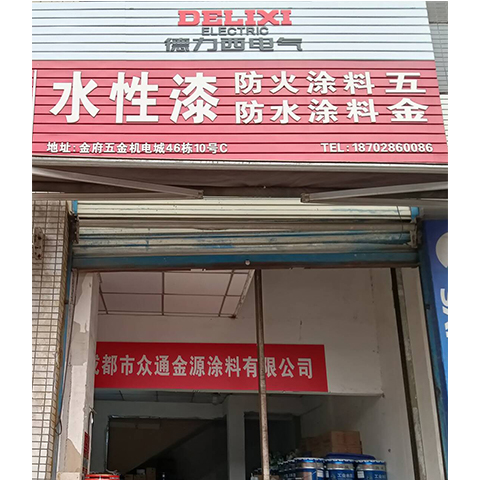 DELIXI
ELECTRIC
德力西电气
水性漆 防火涂料 五
防水涂料 金
地址:金府五金机电城46栋10号C TEL:18702860086
成都市众通金源涂料有限公司